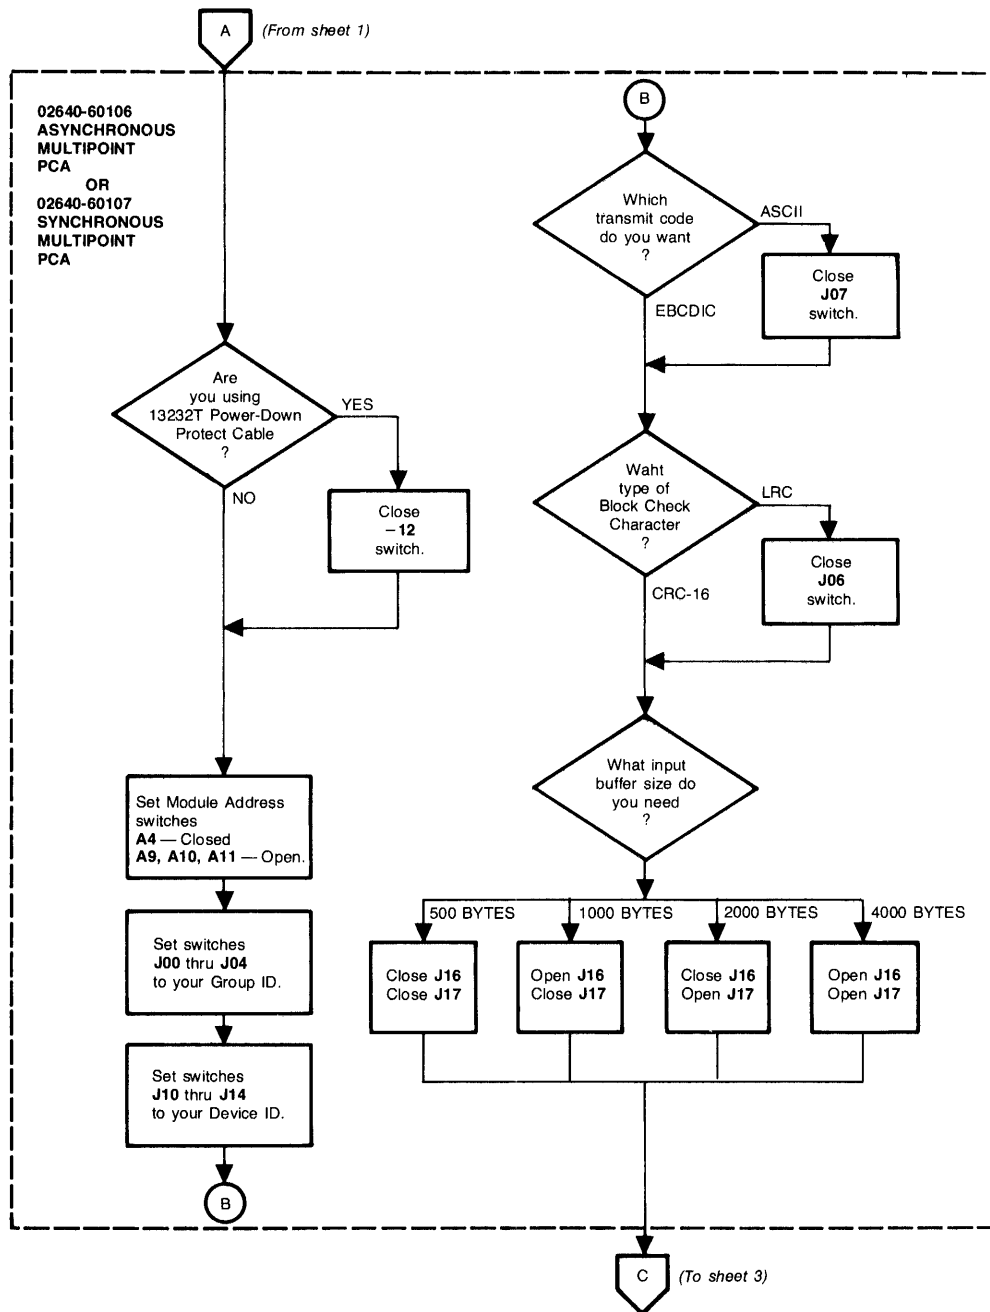 A
(From sheet 1)
02640-60106
ASYNCHRONOUS
MULTIPOINT
PCA
OR
02640-60107
SYNCHRONOUS
MULTIPOINT
PCA
Are
you using
13232T Power-Down
Protect Cable
?
YES
NO
Close
–12
switch.
Set Module Address
switches
A4 — Closed
A9, A10, A11 — Open.
Set switches
J00 thru J04
to your Group ID.
Set switches
J10 thru J14
to your Device ID.
B
B
Which
transmit code
do you want
?
ASCII
EBCDIC
Close
J07
switch.
Waht
type of
Block Check
Character
?
LRC
CRC-16
Close
J06
switch.
What input
buffer size do
you need
?
500 BYTES
1000 BYTES
2000 BYTES
4000 BYTES
Close J16
Close J17
Open J16
Close J17
Close J16
Open J17
Open J16
Open J17
C
(To sheet 3)